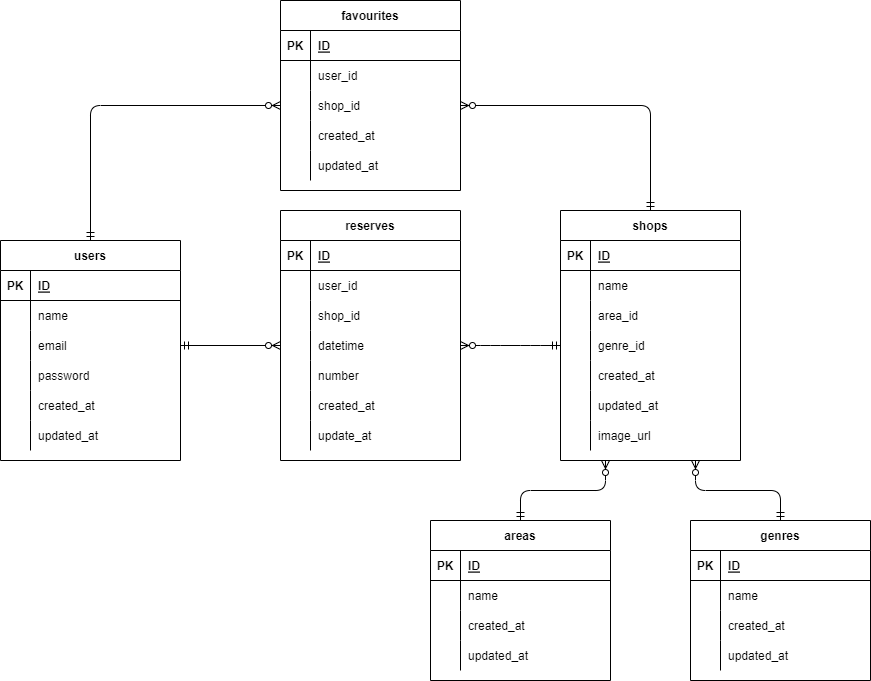 favourites
PK ID
user_id
shop_id
created_at
updated_at
users
PK ID
name
email
password
created_at
updated_at
reserves
PK ID
user_id
shop_id
datetime
number
created_at
update_at
shops
PK ID
name
area_id
genre_id
created_at
updated_at
image_url
areas
PK ID
name
created_at
updated_at
genres
PK ID
name
created_at
updated_at